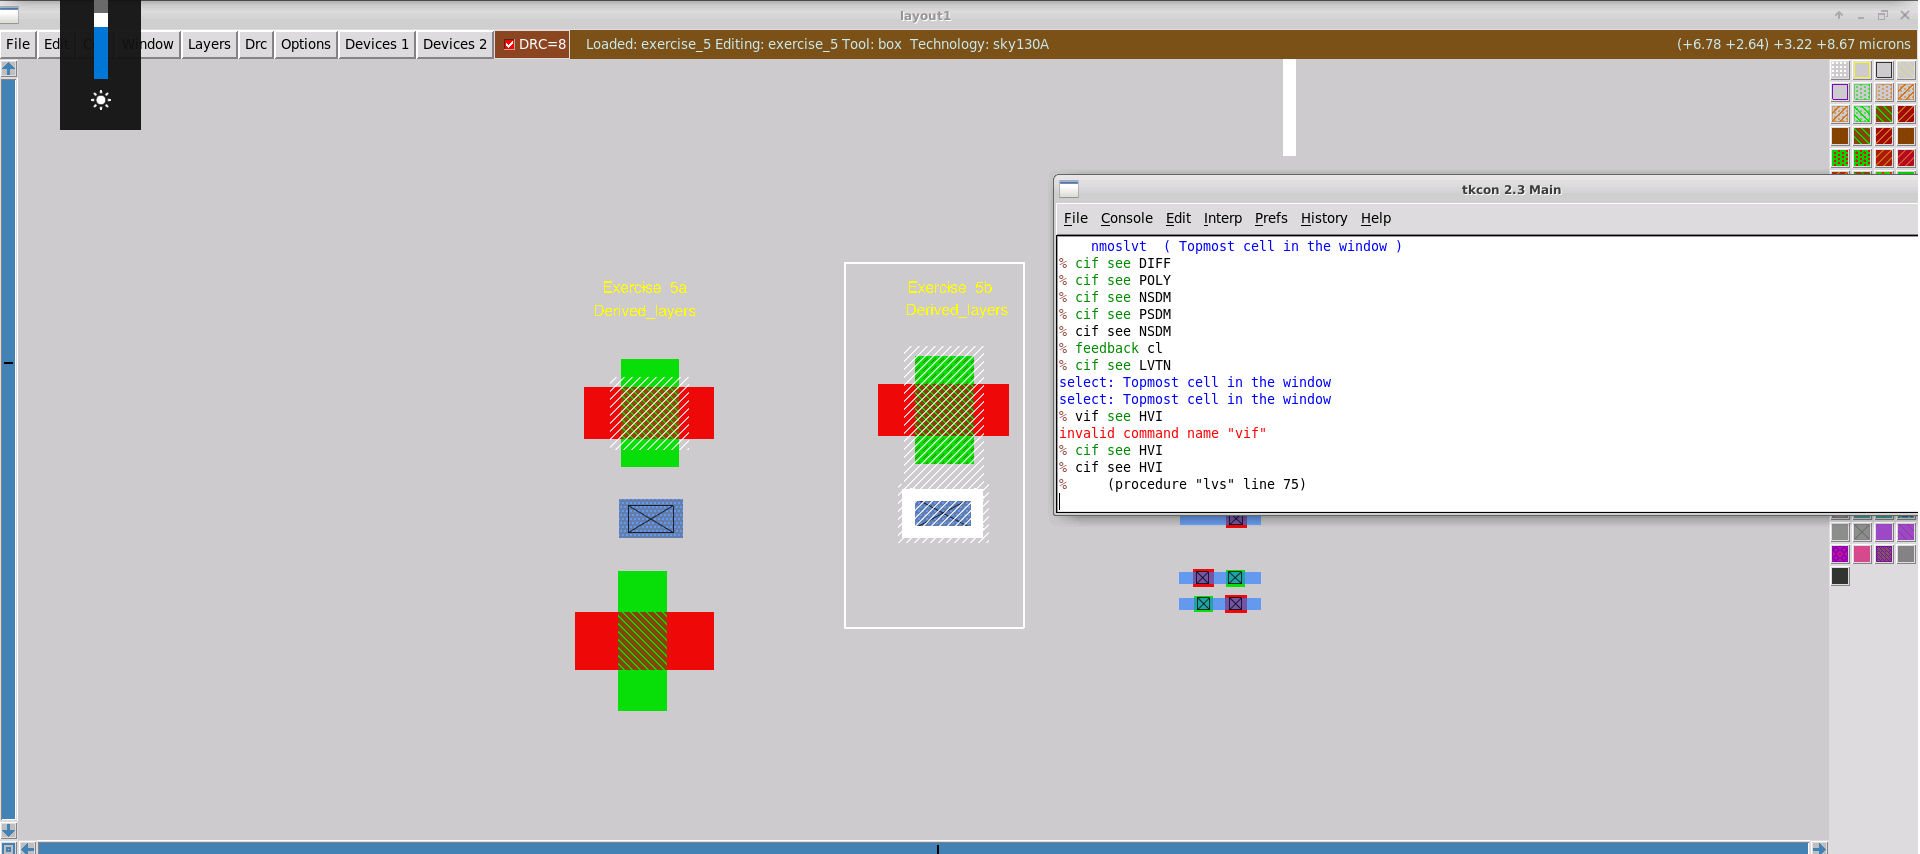 layout1
File Edit Window Layers Drc Options Devices 1 Devices 2 DRC=8 Loaded: exercise_5 Editing: exercise_5 Tool: box Technology: sky130A (+6.78 +2.64) +3.22 +8.67 microns
tkcon 2.3 Main
File Console Edit Interp Prefs History Help
nmoslvt ( Topmost cell in the window )
% cif see DIFF
% cif see POLY
% cif see NSDM
% cif see PSDM
% cif see NSDM
% feedback cl
% cif see LVTN
select: Topmost cell in the window
select: Topmost cell in the window
% vif see HVI
invalid command name "vif"
% cif see HVI
% cif see HVI
% (procedure "lvs" line 75)
Exercise 5a
Derived_layers
Exercise 5b
Derived_layers